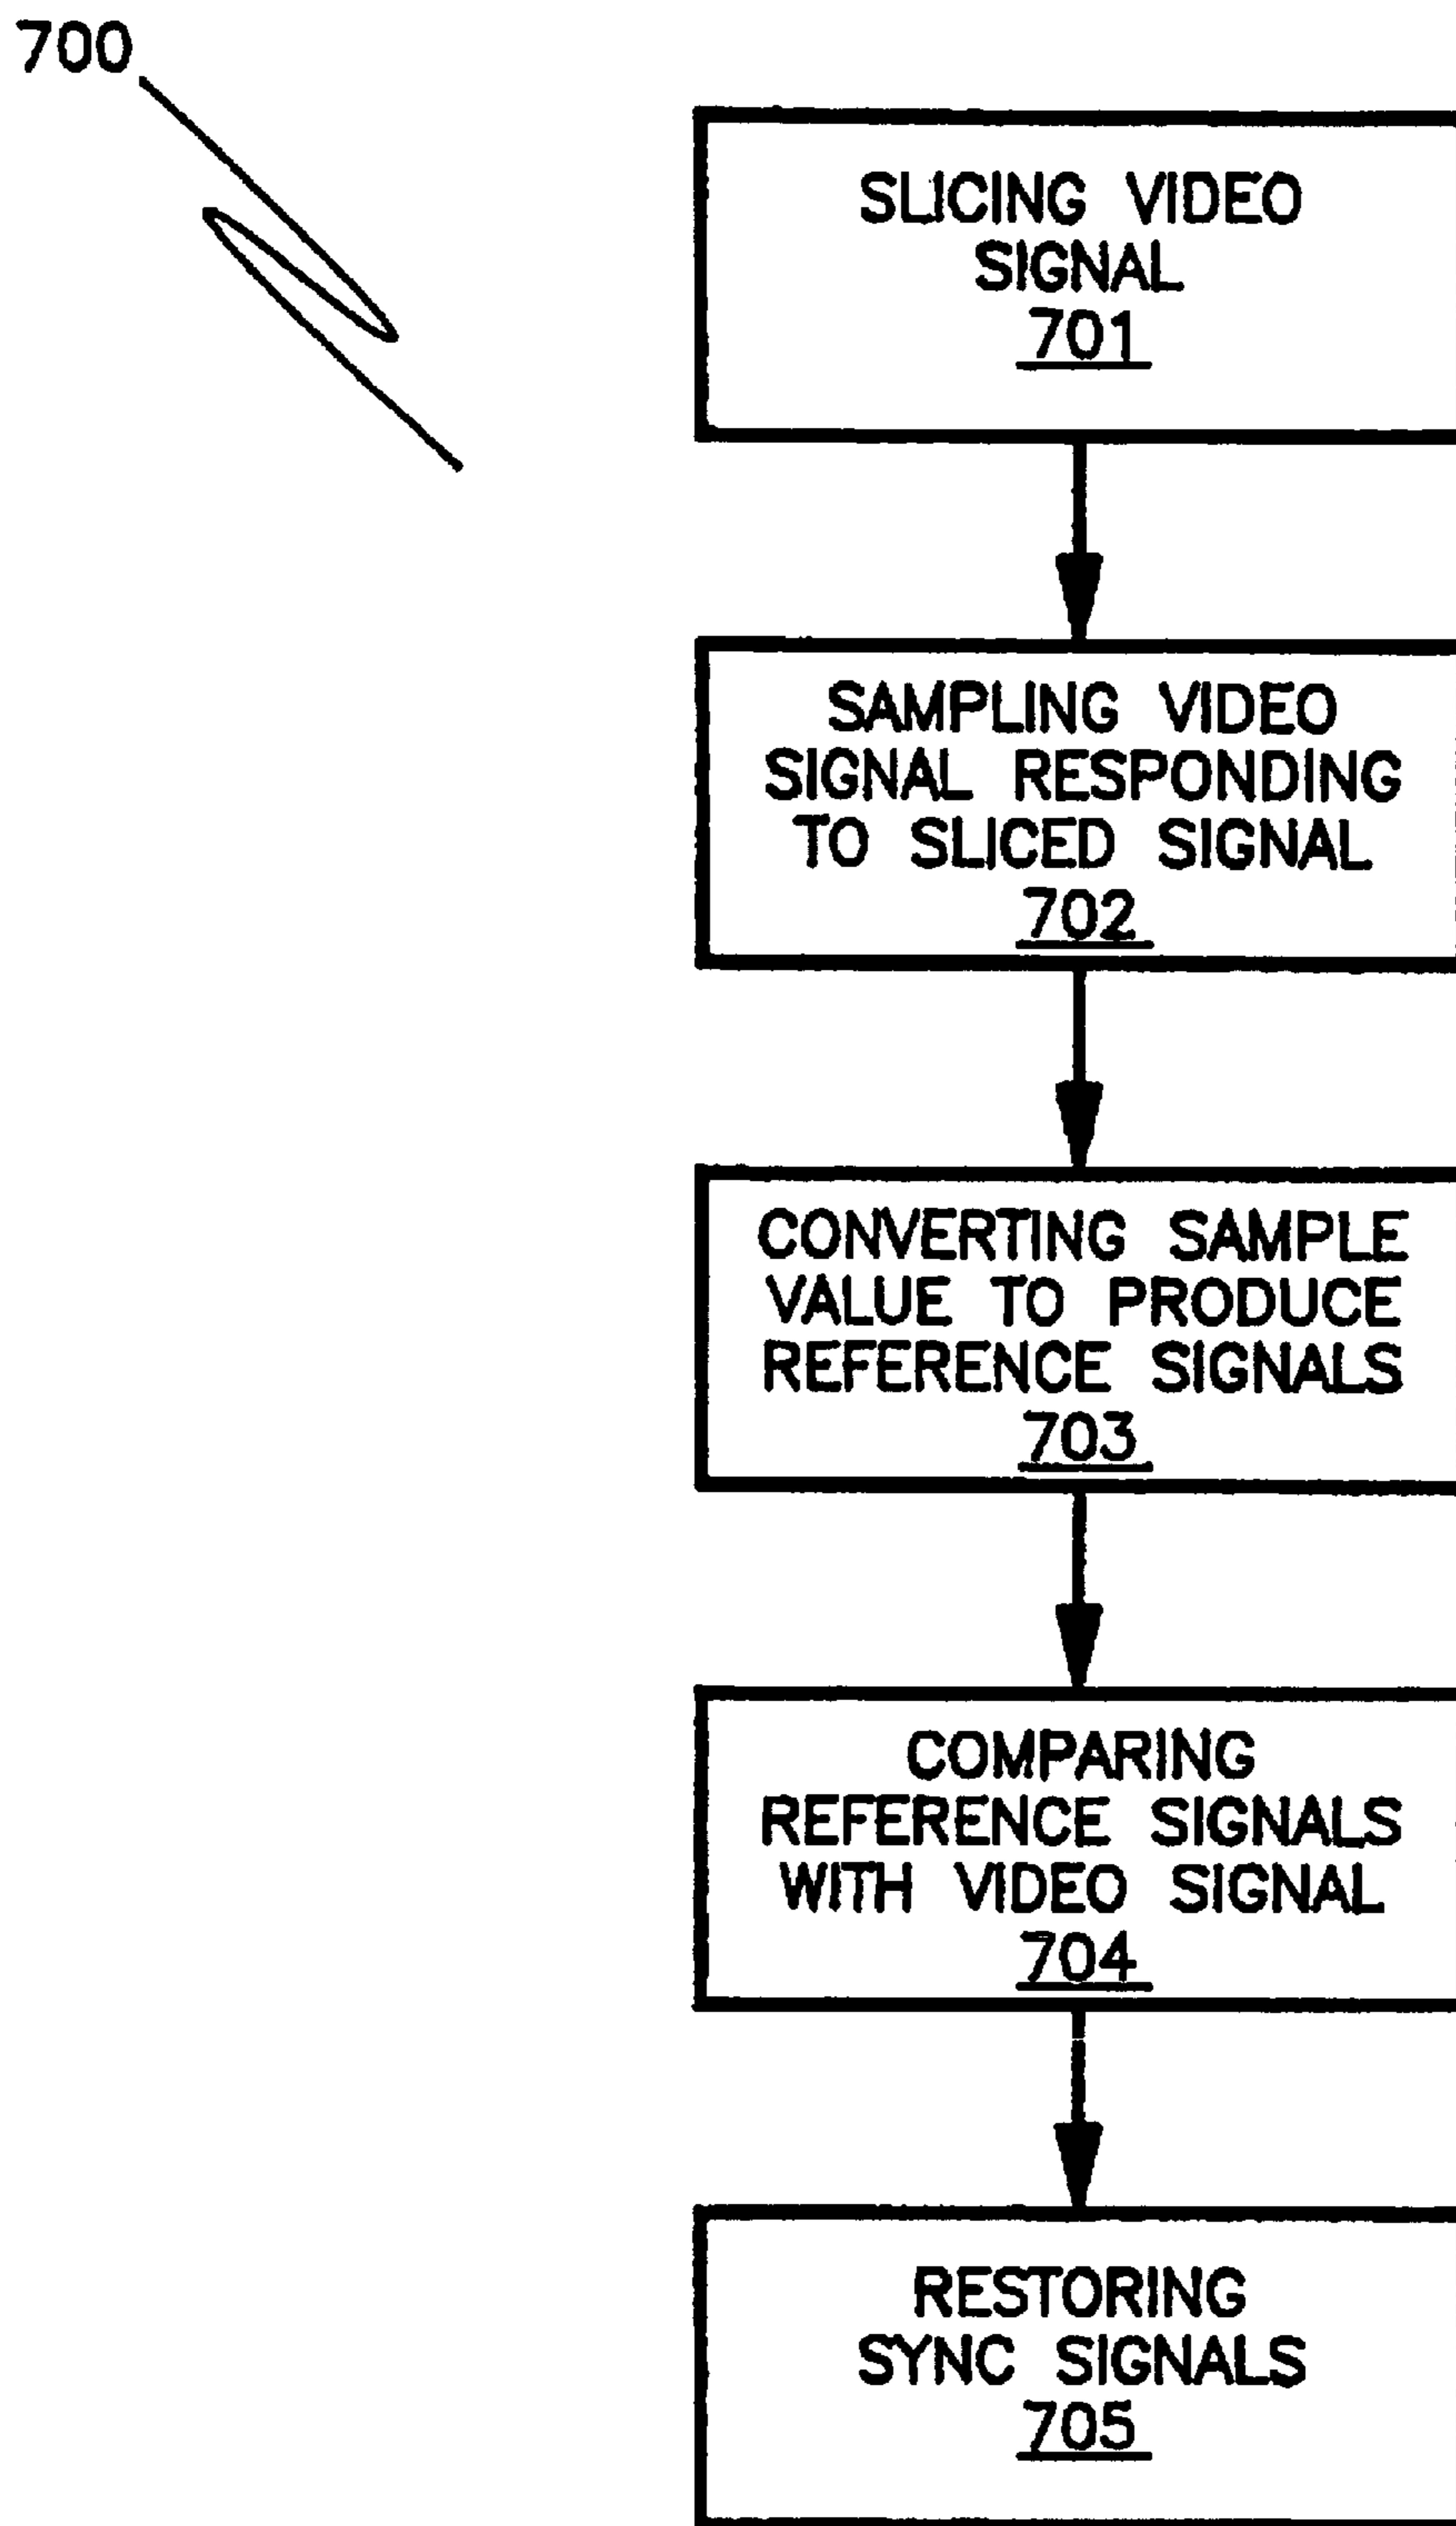 700
SLICING VIDEO
SIGNAL
701
SAMPLING VIDEO
SIGNAL RESPONDING
TO SLICED SIGNAL
702
CONVERTING SAMPLE
VALUE TO PRODUCE
REFERENCE SIGNALS
703
COMPARING
REFERENCE SIGNALS
WITH VIDEO SIGNAL
704
RESTORING
SYNC SIGNALS
705